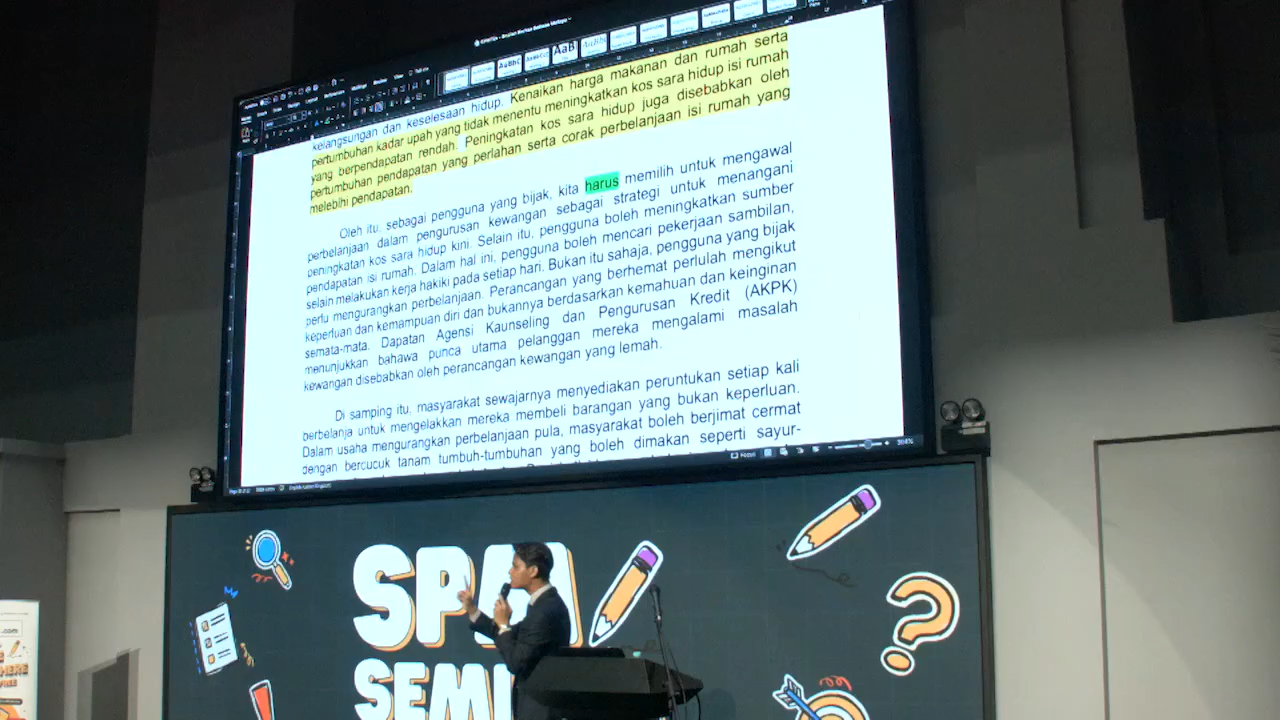 kelangsungan dan keselesaan hidup. Kenaikan harga makanan dan rumah serta
pertumbuhan kadar upah yang tidak menentu meningkatkan kos sara hidup isi rumah
yang berpendapatan rendah. Peningkatan kos sara hidup juga disebabkan oleh
pertumbuhan pendapatan yang perlahan serta corak perbelanjaan isi rumah yang
melebihi pendapatan.
Oleh itu, sebagai pengguna yang bijak, kita harus memilih untuk mengawal
perbelanjaan dalam pengurusan kewangan sebagai strategi untuk menangani
peningkatan kos sara hidup kini. Selain itu, pengguna boleh meningkatkan sumber
pendapatan isi rumah. Dalam hal ini, pengguna boleh mencari pekerjaan sambilan,
selain melakukan kerja hakiki pada setiap hari. Bukan itu sahaja, pengguna yang bijak
perlu mengurangkan perbelanjaan. Perancangan yang berhemat perlulah mengikut
keperluan dan kemampuan diri dan bukannya berdasarkan kemahuan dan keinginan
semata-mata. Dapatan Agensi Kaunseling dan Pengurusan Kredit (AKPK)
menunjukkan bahawa punca utama pelanggan mereka mengalami masalah
kewangan disebabkan oleh perancangan kewangan yang lemah.
Di samping itu, masyarakat sewajarnya menyediakan peruntukan setiap kali
berbelanja untuk mengelakkan mereka membeli barangan yang bukan keperluan.
Dalam usaha mengurangkan perbelanjaan pula, masyarakat boleh berjimat cermat
dengan bercucuk tanam tumbuh-tumbuhan yang boleh dimakan seperti sayur-
Focus
SPM
SEMI
.com